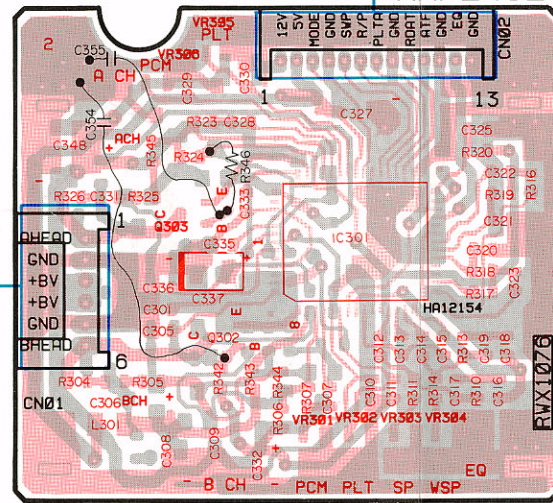 VR305
PLT
VR306
PCM
2
C355
A CH
C329
C330
12V
5V
MODE
GND
SWP
R/P
PLTA
GND
RDAT
ATF
GND
EQ
GND
CN02
1
13
C327
C354
C348
+
ACH
R345
R323
C328
R324
R346
C333
C325
R320
C322
R316
R319
C321
R326
C331
R325
C
Q303
B
E
IC301
C320
R318
R317
C323
1
AHEAD
GND
+BV
+BV
GND
BHEAD
6
CN01
C335
-
+
1
C336
C337
C301
C305
E
C
Q302
B
8
HA12154
C312
C313
C314
C315
R313
C319
C318
R304
R305
C306
BCH
+
L301
C308
C309
R342
R343
R344
R306
C332
R307
C307
C310
C311
R311
R314
C317
R310
C316
VR301
VR302
VR303
VR304
RWX1076
-
B CH
-
+
PCM
PLT
SP
WSP
EQ